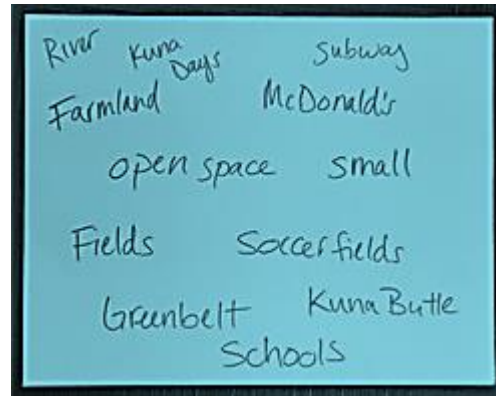 River Kuna Days Subway
Farmland McDonald's
open space small
Fields Soccer fields
Greenbelt Kuna Butte
Schools